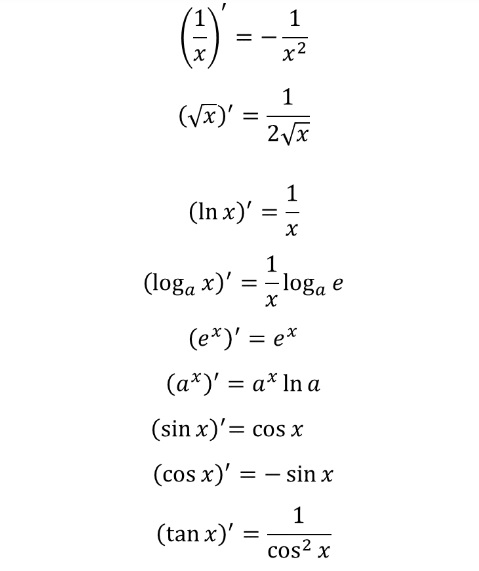 (1/x)′ = −1/x²
(√x)′ = 1/(2√x)
(ln x)′ = 1/x
(logₐ x)′ = 1/x logₐ e
(eˣ)′ = eˣ
(aˣ)′ = aˣ ln a
(sin x)′= cos x
(cos x)′ = − sin x
(tan x)′ = 1/cos² x